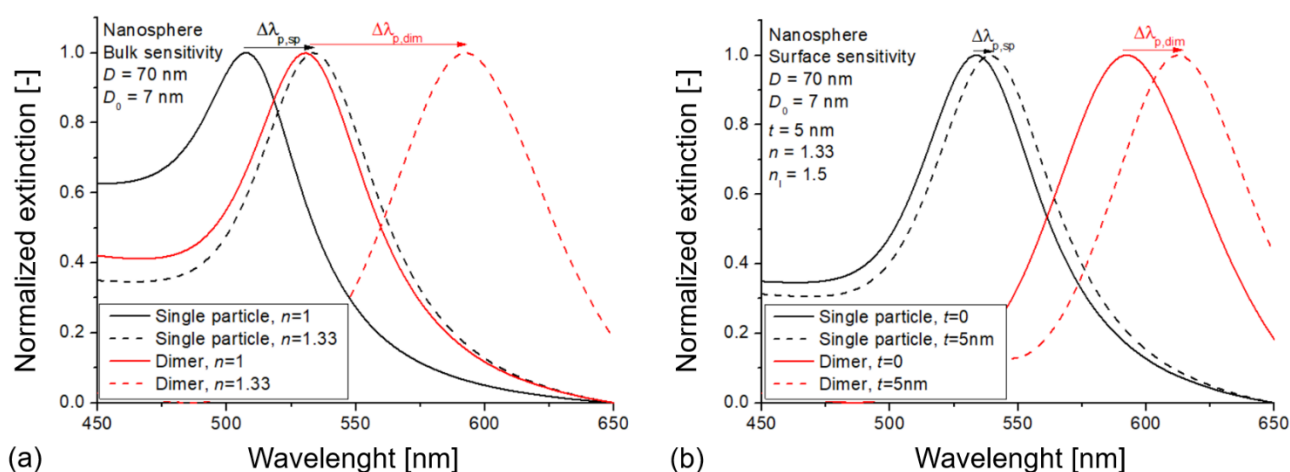 Nanosphere
Bulk sensitivity
D = 70 nm
D₀ = 7 nm
Δλp,sp
Δλp,dim
Normalized extinction [-]
1.0
0.8
0.6
0.4
0.2
0.0
Single particle, n=1
Single particle, n=1.33
Dimer, n=1
Dimer, n=1.33
450
500
550
600
650
(a)
Wavelenght [nm]
Nanosphere
Surface sensitivity
D = 70 nm
D₀ = 7 nm
t = 5 nm
n = 1.33
nₗ = 1.5
Δλp,sp
Δλp,dim
Normalized extinction [-]
1.0
0.8
0.6
0.4
0.2
0.0
Single particle, t=0
Single particle, t=5nm
Dimer, t=0
Dimer, t=5nm
450
500
550
600
650
(b)
Wavelenght [nm]